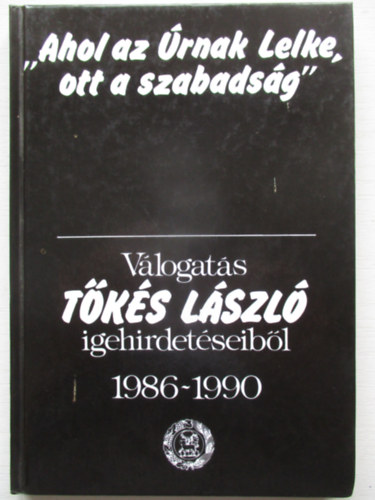 „Ahol az Úrnak Lelke,
ott a szabadság"
Válogatás
TŐKÉS LÁSZLÓ
igehirdetéseiből
1986-1990